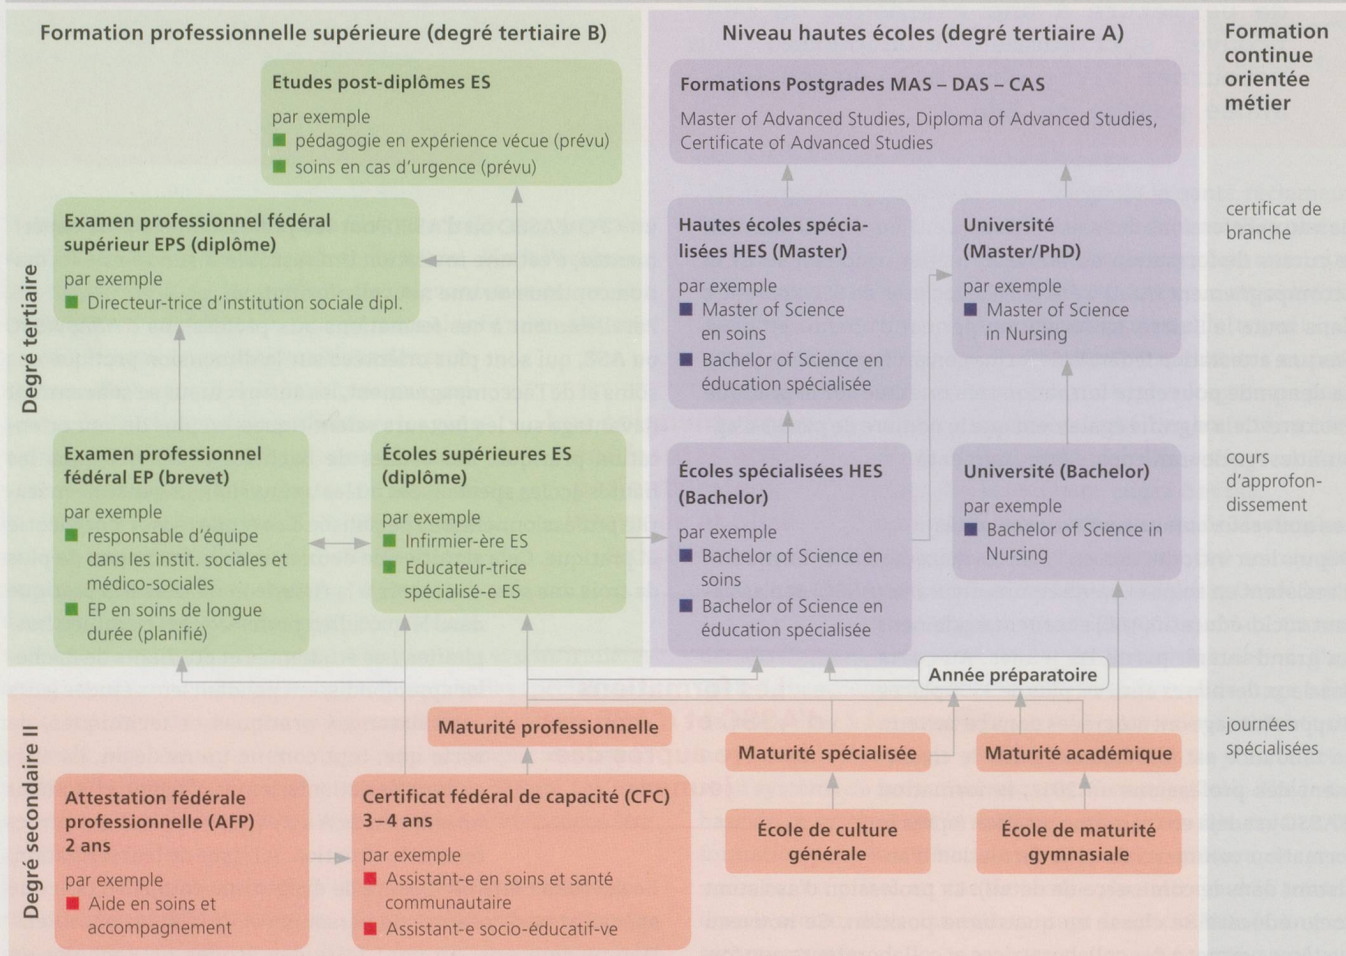 Formation professionnelle supérieure (degré tertiaire B)
Etudes post-diplômes ES
par exemple
pédagogie en expérience vécue (prévu)
soins en cas d'urgence (prévu)
Examen professionnel fédéral
supérieur EPS (diplôme)
par exemple
Directeur-trice d'institution sociale dipl.
Degré tertiaire
Examen professionnel
fédéral EP (brevet)
par exemple
responsable d'équipe
dans les instit. sociales et
médico-sociales
EP en soins de longue
durée (planifié)
Écoles supérieures ES
(diplôme)
par exemple
Infirmier-ère ES
Educateur-trice
spécialisé-e ES
Niveau hautes écoles (degré tertiaire A)
Formations Postgrades MAS – DAS – CAS
Master of Advanced Studies, Diploma of Advanced Studies,
Certificate of Advanced Studies
Hautes écoles spécia-
lisées HES (Master)
par exemple
Master of Science
en soins
Bachelor of Science en
éducation spécialisée
Université
(Master/PhD)
par exemple
Master of Science
in Nursing
Écoles spécialisées HES
(Bachelor)
par exemple
Bachelor of Science en
soins
Bachelor of Science en
éducation spécialisée
Université (Bachelor)
par exemple
Bachelor of Science in
Nursing
Année préparatoire
Formation
continue
orientée
métier
certificat de
branche
cours
d'approfon-
dissement
journées
spécialisées
Degré secondaire II
Maturité professionnelle
Maturité spécialisée
Maturité académique
Attestation fédérale
professionnelle (AFP)
2 ans
par exemple
Aide en soins et
accompagnement
Certificat fédéral de capacité (CFC)
3–4 ans
par exemple
Assistant-e en soins et santé
communautaire
Assistant-e socio-éducatif-ve
École de culture
générale
École de maturité
gymnasiale